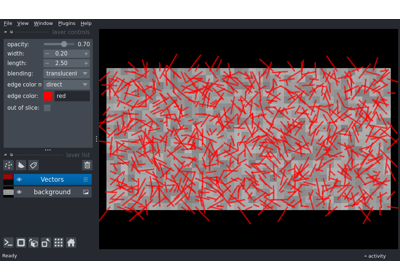 File View Window Plugins Help
layer controls
opacity: 0.70
width: 0.20
length: 2.50
blending: translucent
edge color m direct
edge color: red
out of slice:
layer list
Vectors
background
Ready
activity